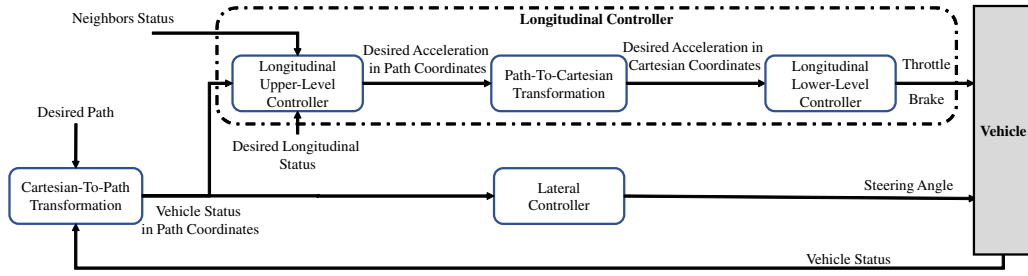 Longitudinal Controller
Neighbors Status
Desired Acceleration
in Path Coordinates
Desired Acceleration in
Cartesian Coordinates
Longitudinal
Upper-Level
Controller
Path-To-Cartesian
Transformation
Longitudinal
Lower-Level
Controller
Throttle
Brake
Vehicle
Desired Path
Desired Longitudinal
Status
Cartesian-To-Path
Transformation
Vehicle Status
in Path Coordinates
Lateral
Controller
Steering Angle
Vehicle Status